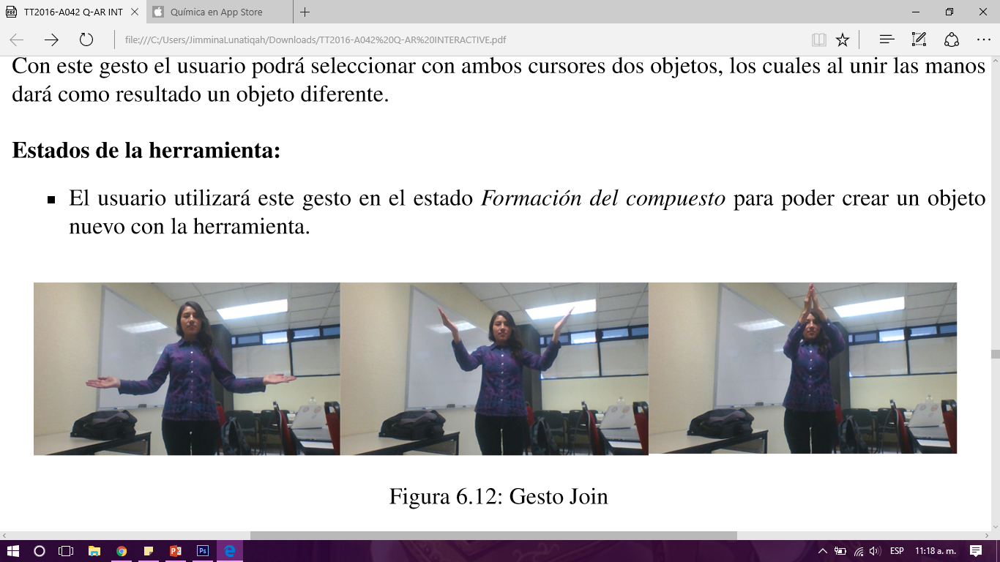 TT2016-A042 Q-AR INT
Química en App Store
file:///C:/Users/JimminaLunatiqah/Downloads/TT2016-A042%20Q-AR%20INTERACTIVE.pdf
Con este gesto el usuario podrá seleccionar con ambos cursores dos objetos, los cuales al unir las manos
dará como resultado un objeto diferente.
Estados de la herramienta:
El usuario utilizará este gesto en el estado Formación del compuesto para poder crear un objeto
nuevo con la herramienta.
Figura 6.12: Gesto Join
ESP
11:18 a. m.